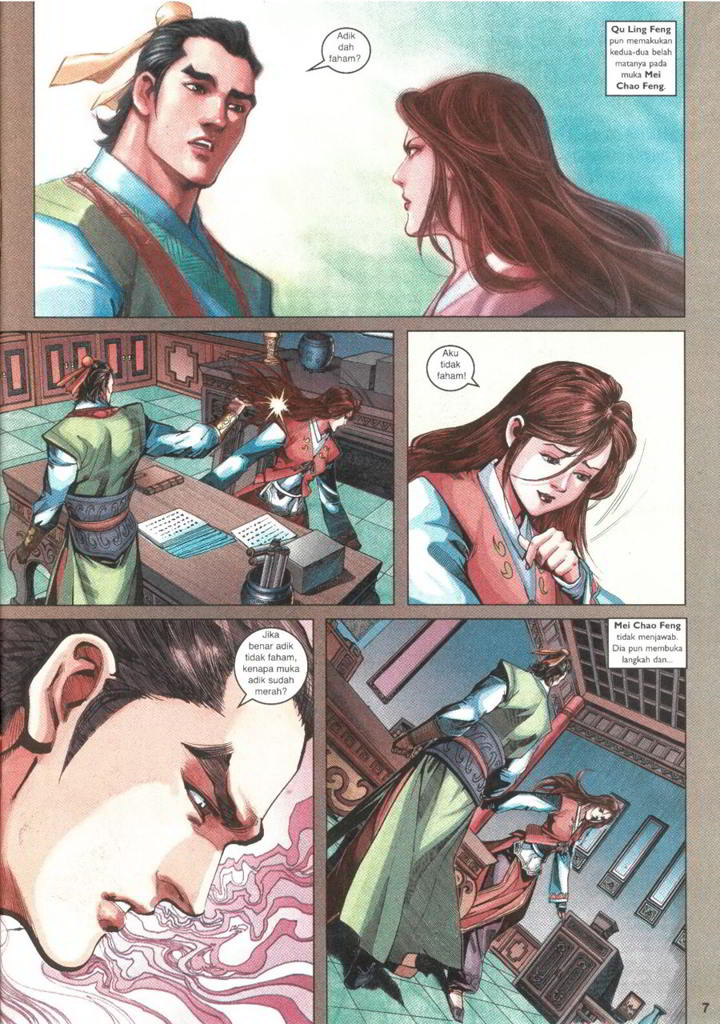 Adik
dah
faham?
Qu Ling Feng
pun memakukan
kedua-dua belah
matanya pada
muka Mei
Chao Feng.
Aku
tidak
faham!
Jika
benar adik
tidak faham,
kenapa muka
adik sudah
merah?
Mei Chao Feng
tidak menjawab.
Dia pun membuka
langkah dan...
7